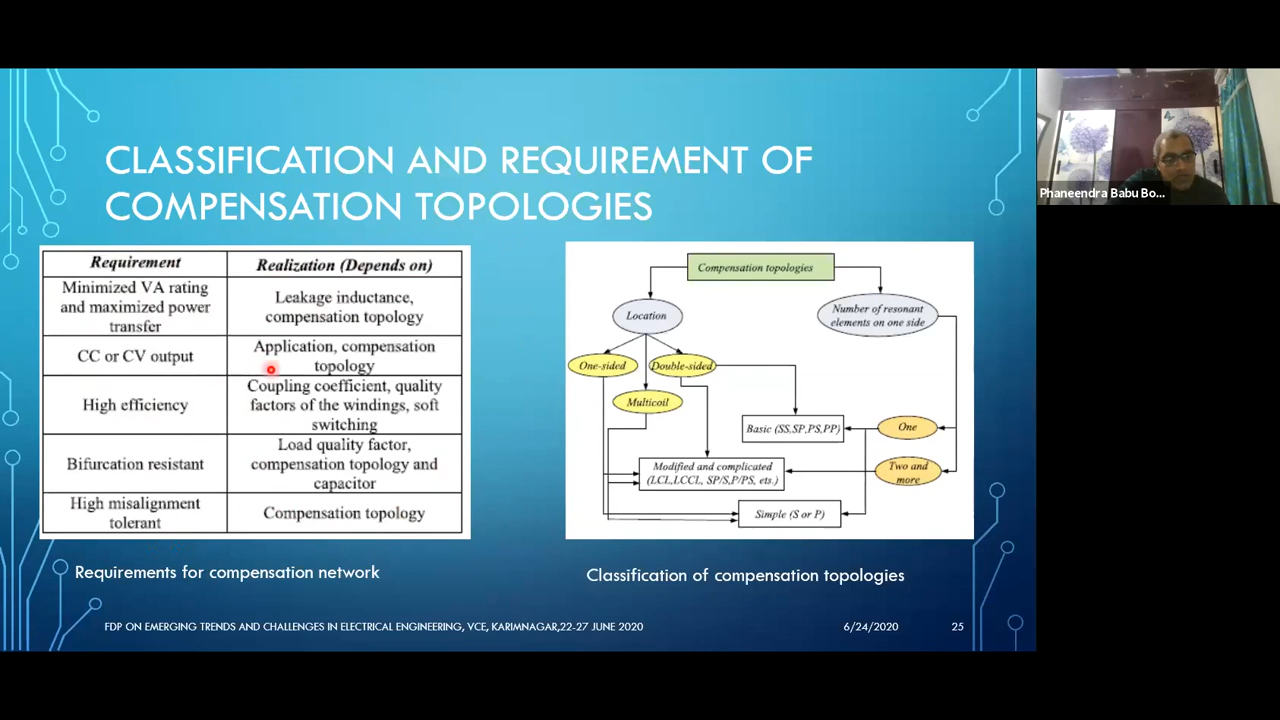 CLASSIFICATION AND REQUIREMENT OF
COMPENSATION TOPOLOGIES
Requirement
Realization (Depends on)
Minimized VA rating
and maximized power
transfer
Leakage inductance,
compensation topology
CC or CV output
Application, compensation
topology
High efficiency
Coupling coefficient, quality
factors of the windings, soft
switching
Bifurcation resistant
Load quality factor,
compensation topology and
capacitor
High misalignment
tolerant
Compensation topology
Requirements for compensation network
Compensation topologies
Location
Number of resonant
elements on one side
One-sided
Double-sided
Multicoil
Basic (SS,SP,PS,PP)
One
Modified and complicated
(LCL,LCCL, SP/S,P/PS, ets.)
Two and
more
Simple (S or P)
Classification of compensation topologies
FDP ON EMERGING TRENDS AND CHALLENGES IN ELECTRICAL ENGINEERING, VCE, KARIMNAGAR,22-27 JUNE 2020
6/24/2020
25
Phaneendra Babu Bo...